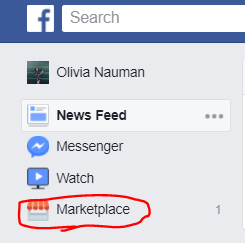 f Search
Olivia Nauman
News Feed
Messenger
Watch
Marketplace 1